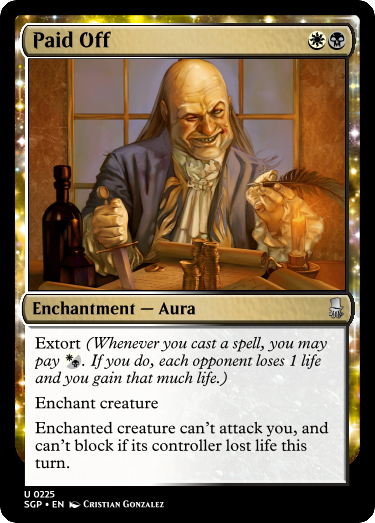 Paid Off
Enchantment — Aura
Extort (Whenever you cast a spell, you may
pay . If you do, each opponent loses 1 life
and you gain that much life.)
Enchant creature
Enchanted creature can't attack you, and
can't block if its controller lost life this
turn.
U 0225
SGP • EN Cristian Gonzalez